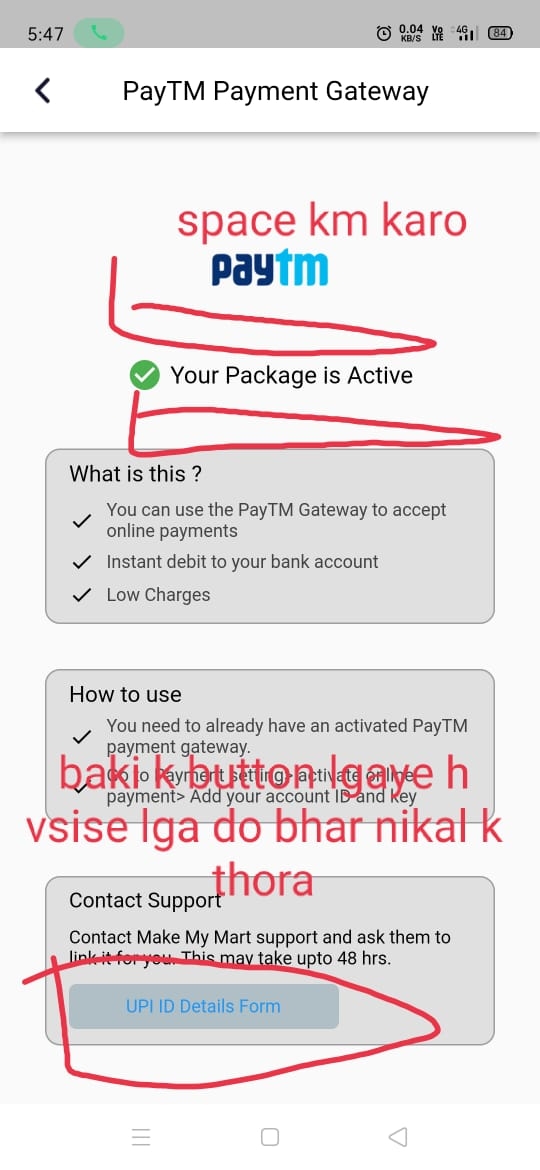 5:47
0.04 KB/S Vo LTE 4G 84
PayTM Payment Gateway
space km karo
paytm
Your Package is Active
What is this ?
You can use the PayTM Gateway to accept
online payments
Instant debit to your bank account
Low Charges
How to use
You need to already have an activated PayTM
payment gateway.
baki k button lgaye h
Go to Payment setting> activate online
payment> Add your account ID and key
vsise lga do bhar nikal k
thora
Contact Support
Contact Make My Mart support and ask them to
link it for you. This may take upto 48 hrs.
UPI ID Details Form